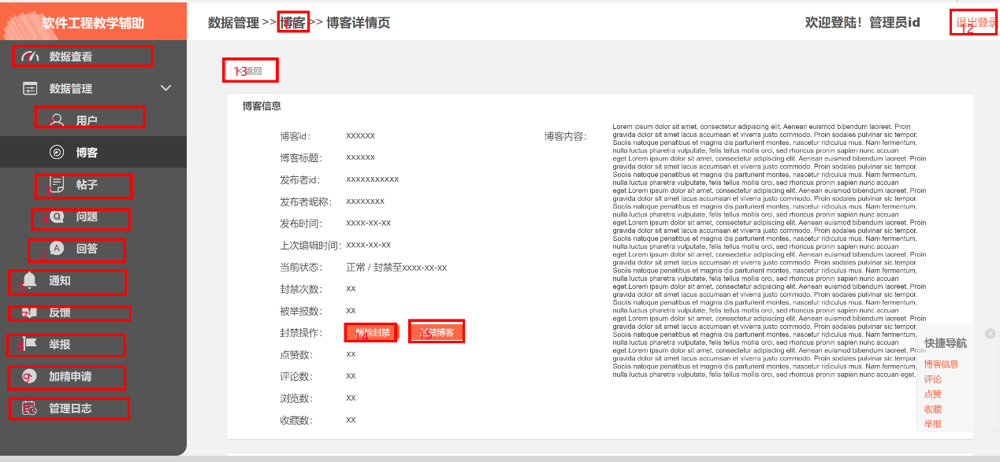 软件工程教学辅助
数据管理 >> 博客 >> 博客详情页
欢迎登陆！管理员id
退出登录
12
1
数据查看
数据管理
用户
博客
3
帖子
4
问题
5
回答
6
通知
7
反馈
8
举报
9
加精申请
管理日志
13
返回
博客信息
博客id： xxxxxx
博客标题： xxxxxx
发布者id： xxxxxxxxxxx
发布者昵称： xxxxxxxx
发布时间： xxxx-xx-xx
上次编辑时间： xxxx-xx-xx
当前状态： 正常 / 封禁至xxxx-xx-xx
封禁次数： xx
被举报数： xx
封禁操作： 解除封禁 封禁博客
14 15
点赞数： xx
评论数： xx
浏览数： xx
收藏数： xx
博客内容：
Lorem ipsum dolor sit amet, consectetur adipiscing elit. Aenean euismod bibendum laoreet. Proin
gravida dolor sit amet lacus accumsan et viverra justo commodo. Proin sodales pulvinar sic tempor.
Sociis natoque penatibus et magnis dis parturient montes, nascetur ridiculus mus. Nam fermentum,
nulla luctus pharetra vulputate, felis tellus mollis orci, sed rhoncus pronin sapien nunc accuan
eget.Lorem ipsum dolor sit amet, consectetur adipiscing elit. Aenean euismod bibendum laoreet. Proin
gravida dolor sit amet lacus accumsan et viverra justo commodo. Proin sodales pulvinar sic tempor.
Sociis natoque penatibus et magnis dis parturient montes, nascetur ridiculus mus. Nam fermentum,
nulla luctus pharetra vulputate, felis tellus mollis orci, sed rhoncus pronin sapien nunc accuan
eget.Lorem ipsum dolor sit amet, consectetur adipiscing elit. Aenean euismod bibendum laoreet. Proin
gravida dolor sit amet lacus accumsan et viverra justo commodo. Proin sodales pulvinar sic tempor.
Sociis natoque penatibus et magnis dis parturient montes, nascetur ridiculus mus. Nam fermentum,
nulla luctus pharetra vulputate, felis tellus mollis orci, sed rhoncus pronin sapien nunc accuan
eget.Lorem ipsum dolor sit amet, consectetur adipiscing elit. Aenean euismod bibendum laoreet. Proin
gravida dolor sit amet lacus accumsan et viverra justo commodo. Proin sodales pulvinar sic tempor.
Sociis natoque penatibus et magnis dis parturient montes, nascetur ridiculus mus. Nam fermentum,
nulla luctus pharetra vulputate, felis tellus mollis orci, sed rhoncus pronin sapien nunc accuan
eget.Lorem ipsum dolor sit amet, consectetur adipiscing elit. Aenean euismod bibendum laoreet. Proin
gravida dolor sit amet lacus accumsan et viverra justo commodo. Proin sodales pulvinar sic tempor.
Sociis natoque penatibus et magnis dis parturient montes, nascetur ridiculus mus. Nam fermentum,
nulla luctus pharetra vulputate, felis tellus mollis orci, sed rhoncus pronin sapien nunc accuan
eget.Lorem ipsum dolor sit amet, consectetur adipiscing elit. Aenean euismod bibendum laoreet. Proin
gravida dolor sit amet lacus accumsan et viverra justo commodo. Proin sodales pulvinar sic tempor.
Sociis natoque penatibus et magnis dis parturient montes, nascetur ridiculus mus. Nam fermentum,
nulla luctus pharetra vulputate, felis tellus mollis orci, sed rhoncus pronin sapien nunc accuan
eget.Lorem ipsum dolor sit amet, consectetur adipiscing elit. Aenean euismod bibendum laoreet. Proin
gravida dolor sit amet lacus accumsan et viverra justo commodo. Proin sodales pulvinar sic tempor.
Sociis natoque penatibus et magnis dis parturient montes, nascetur ridiculus mus. Nam fermentum,
nulla luctus pharetra vulputate, felis tellus mollis orci, sed rhoncus pronin sapien nunc accuan
eget.Lorem ipsum dolor sit amet, consectetur adipiscing elit. Aenean euismod bibendum laoreet. Proin
gravida dolor sit amet lacus accumsan et viverra justo commodo. Proin sodales pulvinar sic tempor.
Sociis natoque penatibus et magnis dis parturient montes, nascetur ridiculus mus. Nam fermentum,
nulla luctus pharetra vulputate, felis tellus mollis orci, sed rhoncus pronin sapien nunc accuan eget.
快捷导航
博客信息
评论
点赞
收藏
举报